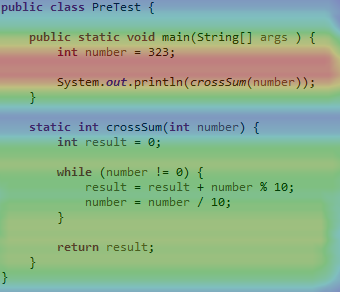 public class PreTest {
public static void main(String[] args ) {
int number = 323;
System.out.println(crossSum(number));
}
static int crossSum(int number) {
int result = 0;
while (number != 0) {
result = result + number % 10;
number = number / 10;
}
return result;
}
}